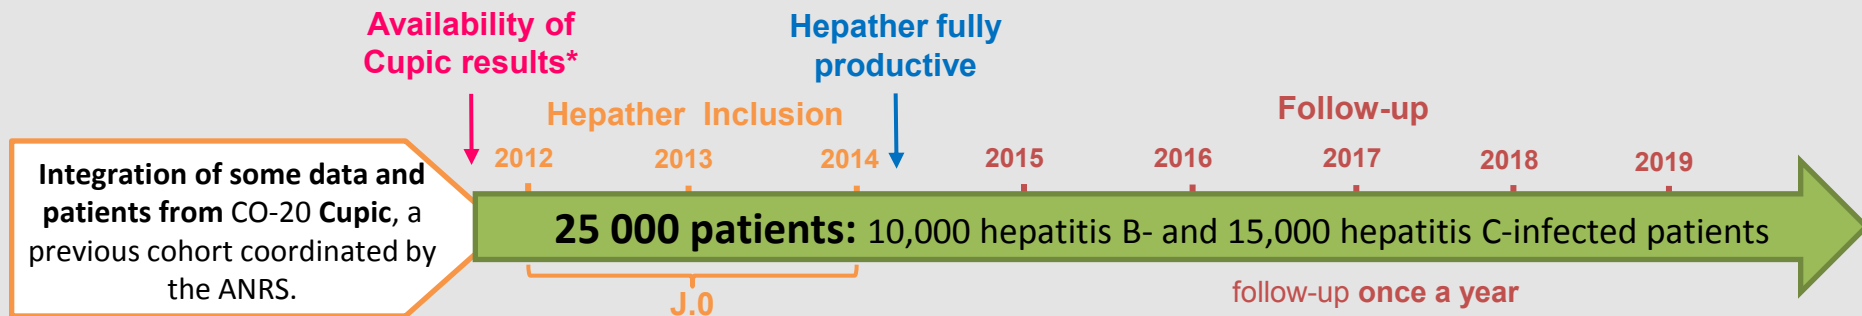 Availability of
Cupic results*
Hepather fully
productive
Hepather Inclusion
Follow-up
2012 2013 2014 2015 2016 2017 2018 2019
Integration of some data and
patients from CO-20 Cupic, a
previous cohort coordinated by
the ANRS.
25 000 patients: 10,000 hepatitis B- and 15,000 hepatitis C-infected patients
J.0
follow-up once a year